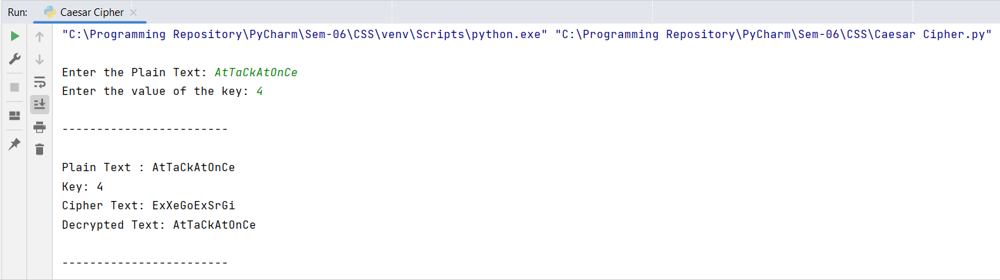 Run: Caesar Cipher
"C:\Programming Repository\PyCharm\Sem-06\CSS\venv\Scripts\python.exe" "C:\Programming Repository\PyCharm\Sem-06\CSS\Caesar Cipher.py"
Enter the Plain Text: AtTaCkAtOnCe
Enter the value of the key: 4
------------------------
Plain Text : AtTaCkAtOnCe
Key: 4
Cipher Text: ExXeGoExSrGi
Decrypted Text: AtTaCkAtOnCe
------------------------